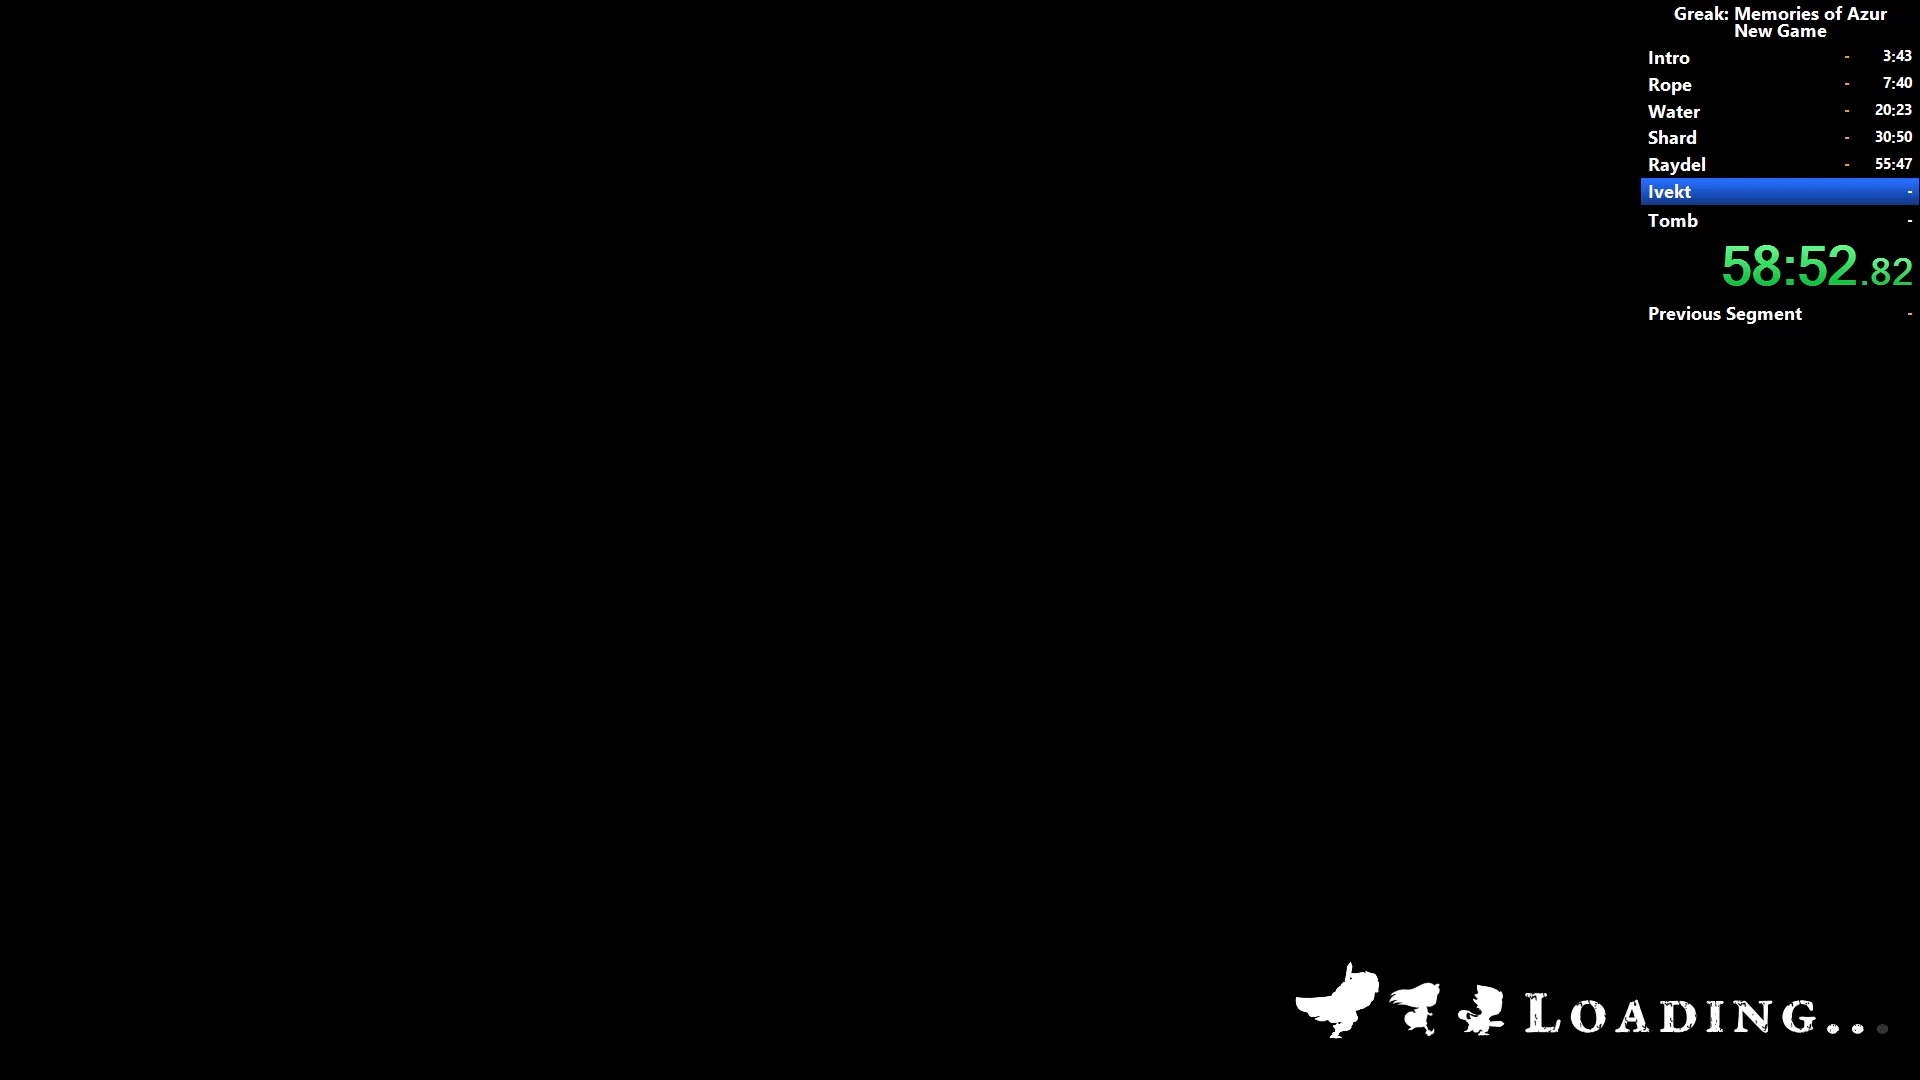 Greak: Memories of Azur
New Game
Intro - 3:43
Rope - 7:40
Water - 20:23
Shard - 30:50
Raydel - 55:47
Ivekt -
Tomb -
58:52.82
Previous Segment -
LOADING...